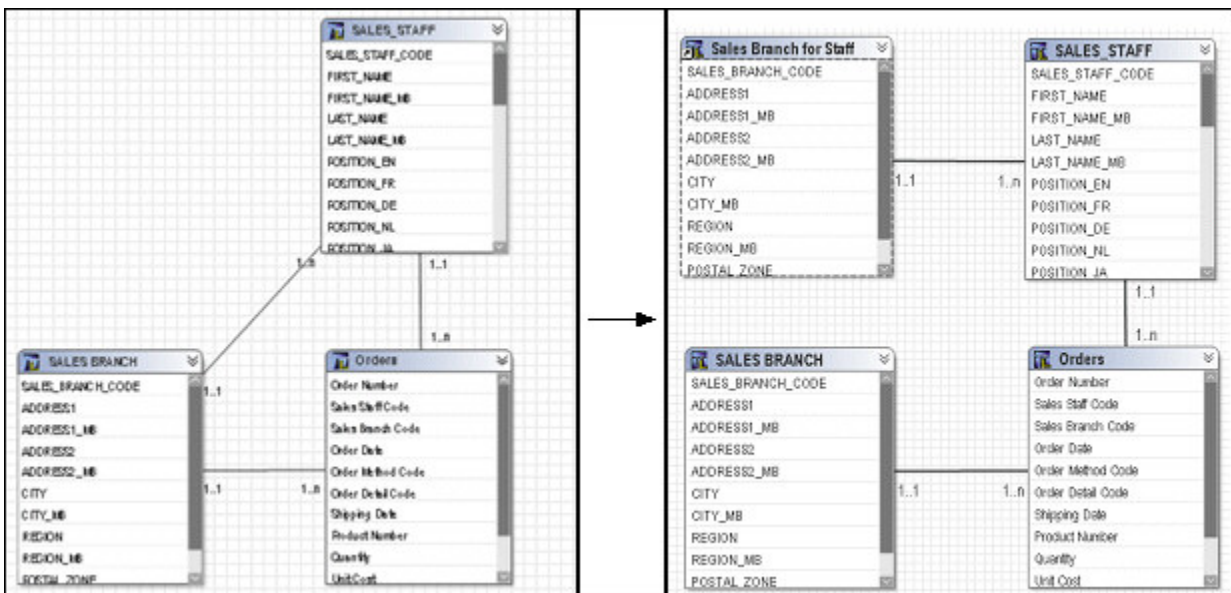 SALES_STAFF
SALES_STAFF_CODE
FIRST_NAME
FIRST_NAME_MB
LAST_NAME
LAST_NAME_MB
POSITION_EN
POSITION_FR
POSITION_DE
POSITION_NL
POSITION_JA
1..n
1..1
1..n
SALES BRANCH
SALES_BRANCH_CODE
ADDRESS1
ADDRESS1_MB
ADDRESS2
ADDRESS2_MB
CITY
CITY_MB
REGION
REGION_MB
POSTAL_ZONE
1..1
1..1
1..n
Orders
Order Number
Sales Staff Code
Sales Branch Code
Order Date
Order Method Code
Order Detail Code
Shipping Date
Product Number
Quantity
Unit Cost
Sales Branch for Staff
SALES_BRANCH_CODE
ADDRESS1
ADDRESS1_MB
ADDRESS2
ADDRESS2_MB
CITY
CITY_MB
REGION
REGION_MB
POSTAL_ZONE
1..1
1..n
SALES_STAFF
SALES_STAFF_CODE
FIRST_NAME
FIRST_NAME_MB
LAST_NAME
LAST_NAME_MB
POSITION_EN
POSITION_FR
POSITION_DE
POSITION_NL
POSITION_JA
1..1
1..n
SALES BRANCH
SALES_BRANCH_CODE
ADDRESS1
ADDRESS1_MB
ADDRESS2
ADDRESS2_MB
CITY
CITY_MB
REGION
REGION_MB
POSTAL_ZONE
1..1
1..n
Orders
Order Number
Sales Staff Code
Sales Branch Code
Order Date
Order Method Code
Order Detail Code
Shipping Date
Product Number
Quantity
Unit Cost